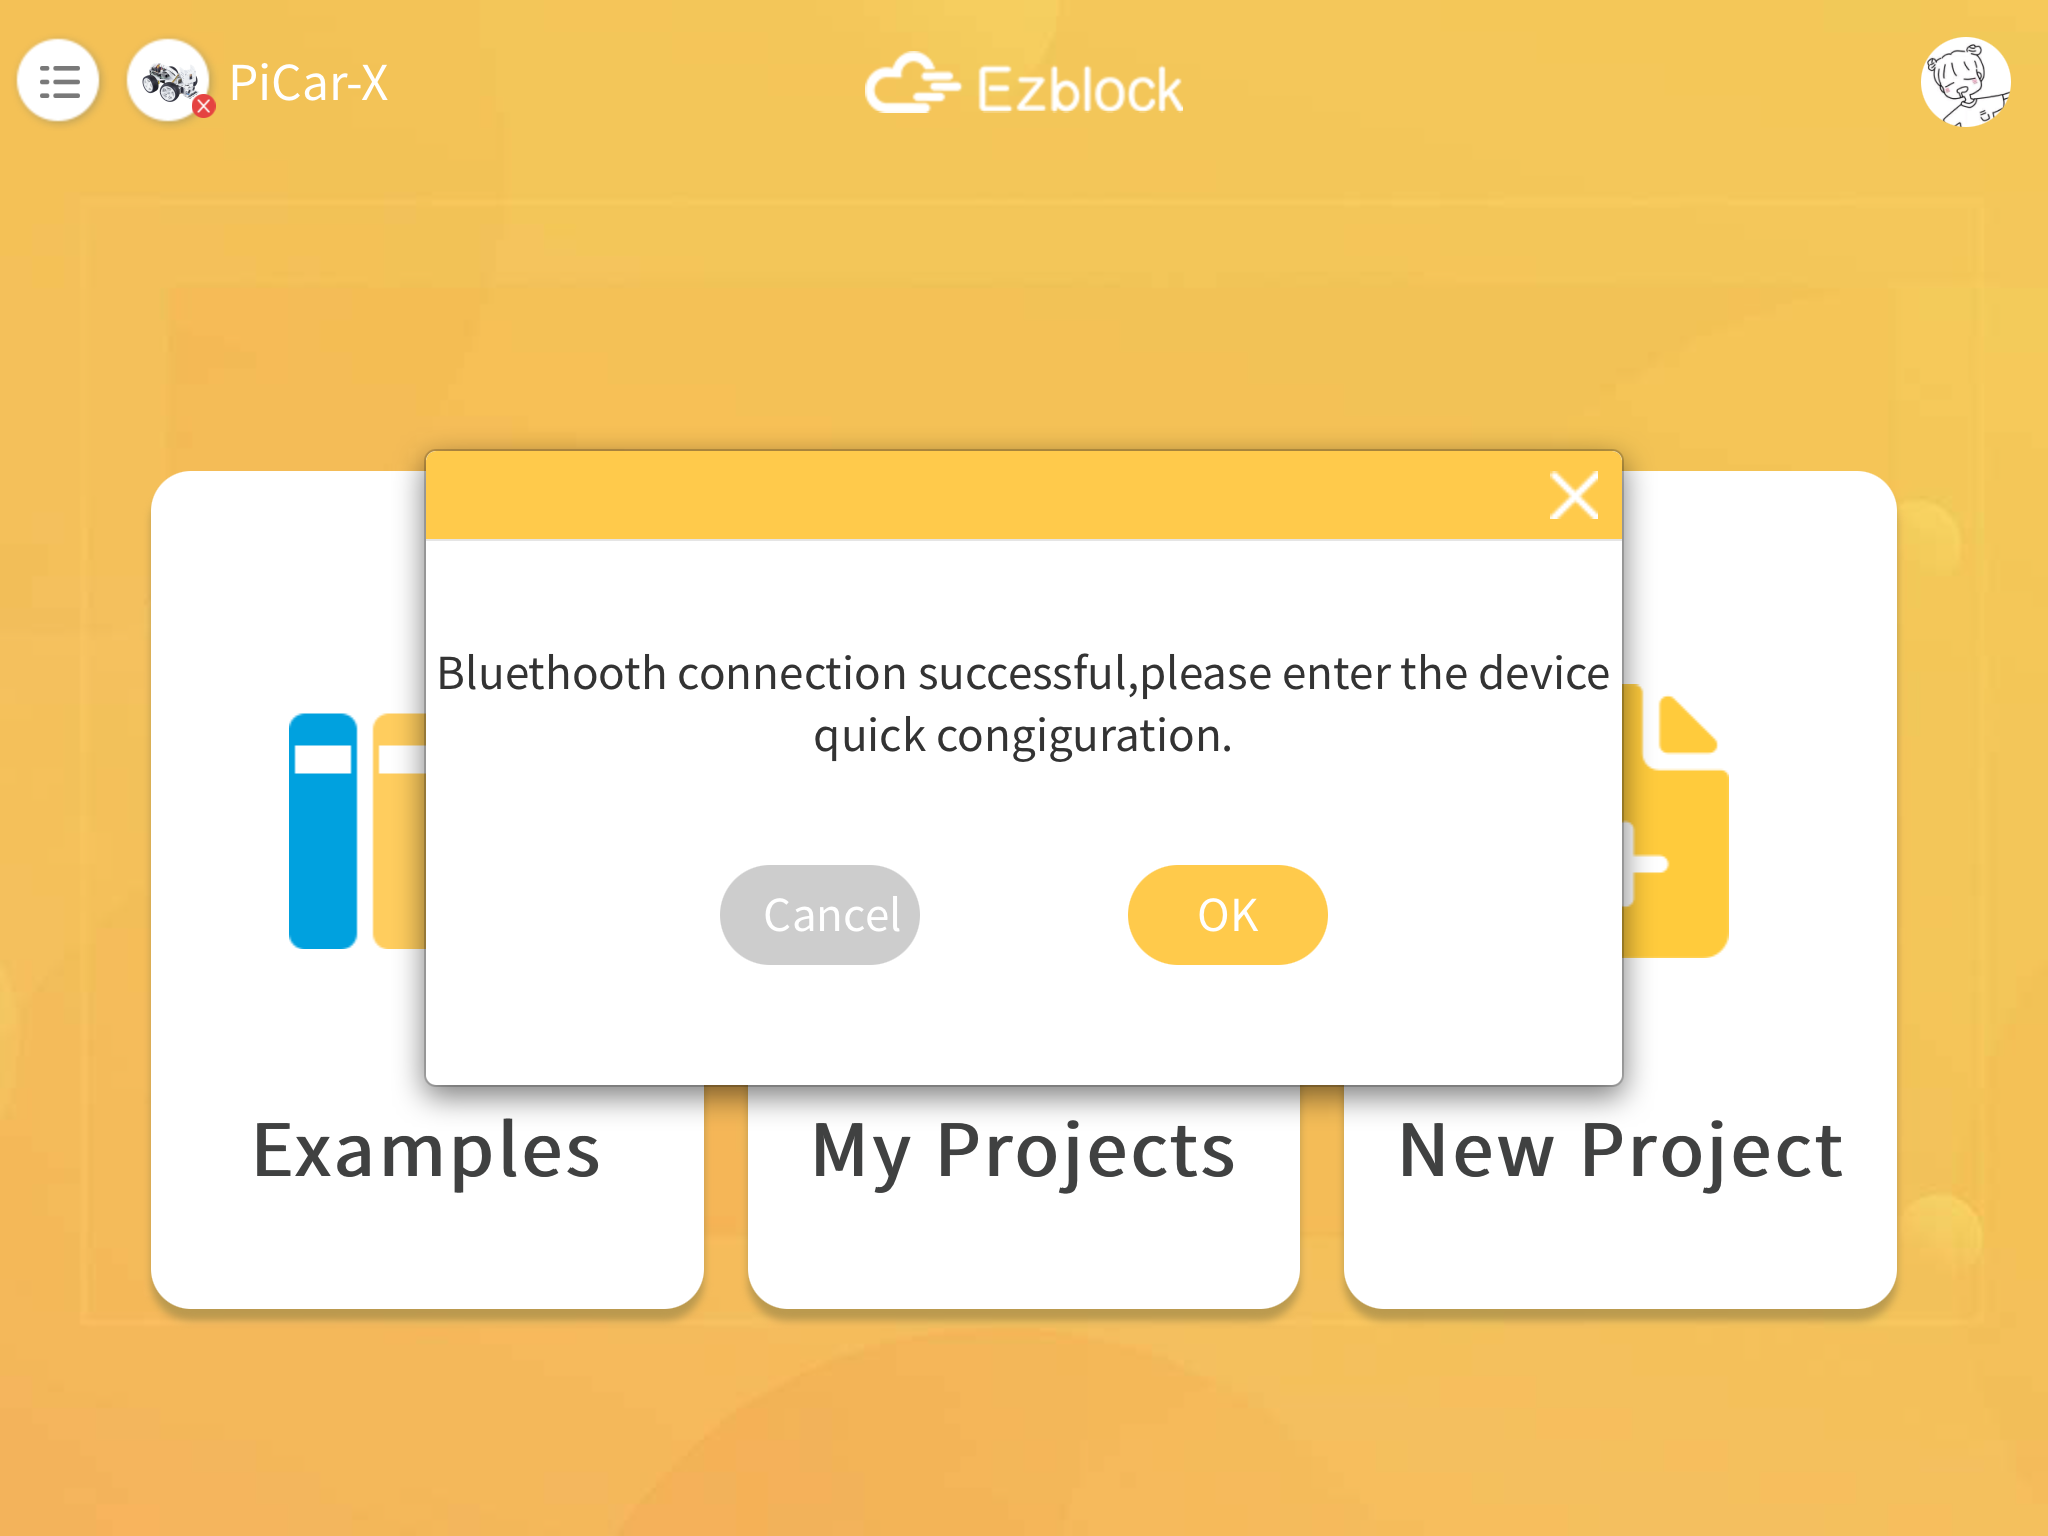 PiCar-X
Ezblock
Bluethooth connection successful,please enter the device
quick congiguration.
Cancel
OK
Examples
My Projects
New Project